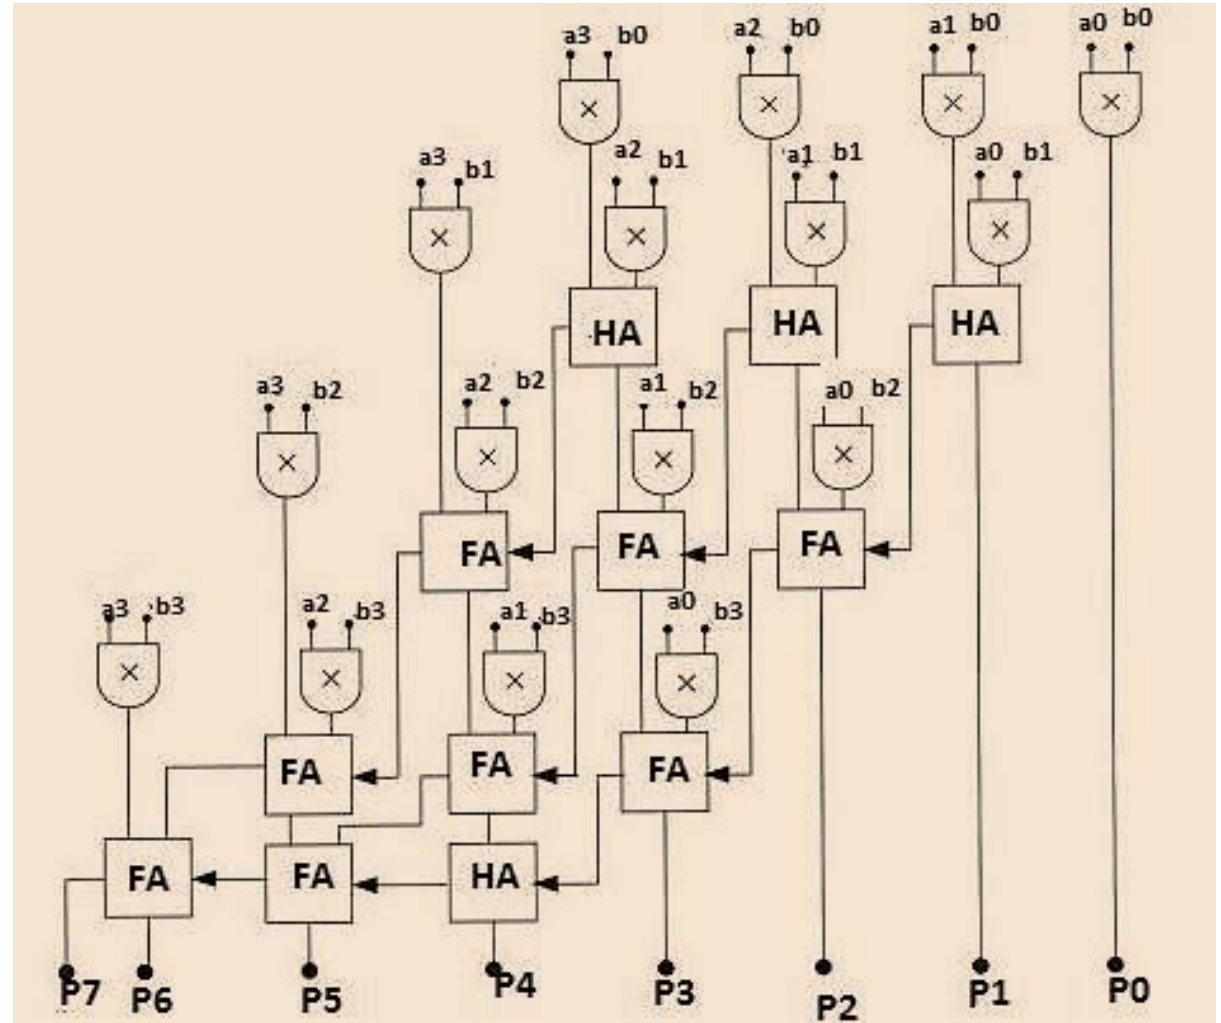 a3 b0 a2 b0 a1 b0 a0 b0
a3 b1 a2 b1 a1 b1 a0 b1
HA HA HA
a3 b2 a2 b2 a1 b2 a0 b2
FA FA FA
a3 b3 a2 b3 a1 b3 a0 b3
FA FA FA
FA FA HA
P7 P6 P5 P4 P3 P2 P1 P0